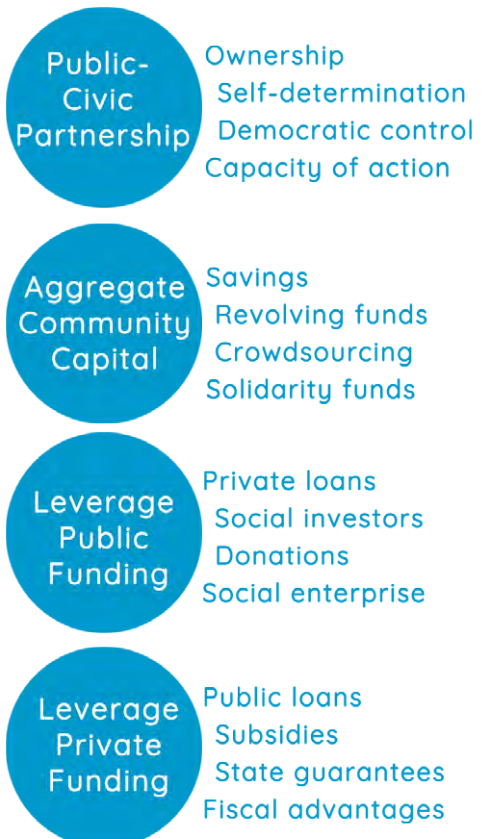 Public-
Civic
Partnership
Ownership
Self-determination
Democratic control
Capacity of action
Aggregate
Community
Capital
Savings
Revolving funds
Crowdsourcing
Solidarity funds
Leverage
Public
Funding
Private loans
Social investors
Donations
Social enterprise
Leverage
Private
Funding
Public loans
Subsidies
State guarantees
Fiscal advantages